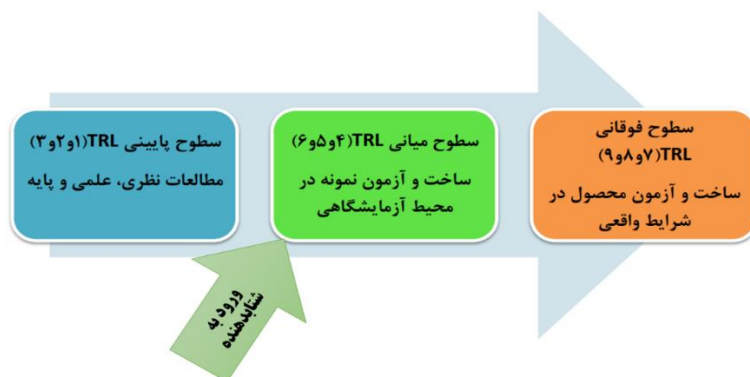 سطوح پایینی TRL(۱و۲و۳)
مطالعات نظری، علمی و پایه
سطوح میانی TRL(۴و۵و۶)
ساخت و آزمون نمونه در
محیط آزمایشگاهی
سطوح فوقانی
TRL(۷و۸و۹)
ساخت و آزمون محصول در
شرایط واقعی
ورود به
شتابدهنده